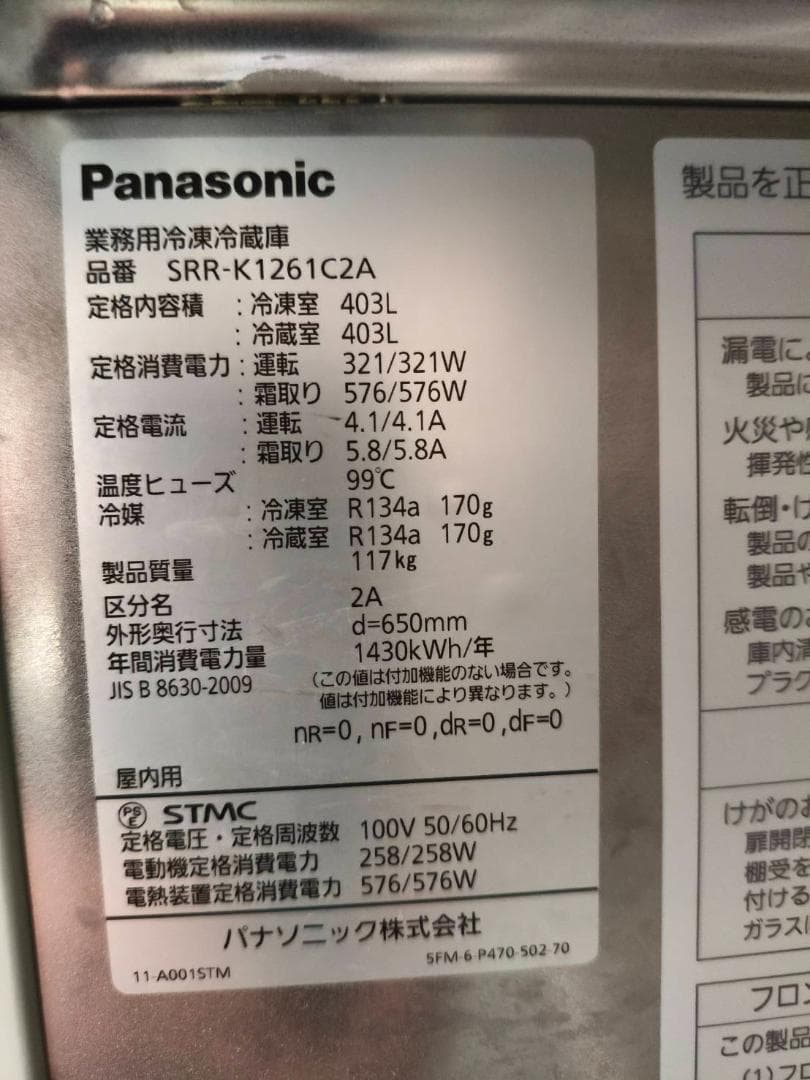 Panasonic
業務用冷凍冷蔵庫
品番 SRR-K1261C2A
定格内容積 : 冷凍室 403L
: 冷蔵室 403L
定格消費電力 : 運転 321/321W
: 霜取り 576/576W
定格電流 : 運転 4.1/4.1A
: 霜取り 5.8/5.8A
温度ヒューズ 99℃
冷媒 : 冷凍室 R134a 170g
: 冷蔵室 R134a 170g
製品質量 117kg
区分名 2A
外形奥行寸法 d=650mm
年間消費電力量 1430kWh/年
JIS B 8630-2009 (この値は付加機能のない場合です。
値は付加機能により異なります。)
nR=0, nF=0,dR=0,dF=0
屋内用
PSE STMC
定格電圧・定格周波数 100V 50/60Hz
電動機定格消費電力 258/258W
電熱装置定格消費電力 576/576W
パナソニック株式会社
11-A001STM 5FM-6-P470-502-70
製品を正
漏電に
製品に
火災や
揮発性
転倒・け
製品の
製品や
感電のお
庫内清
プラグ
けがのお
扉開閉
棚受を
付ける
ガラス
フロン
この製品